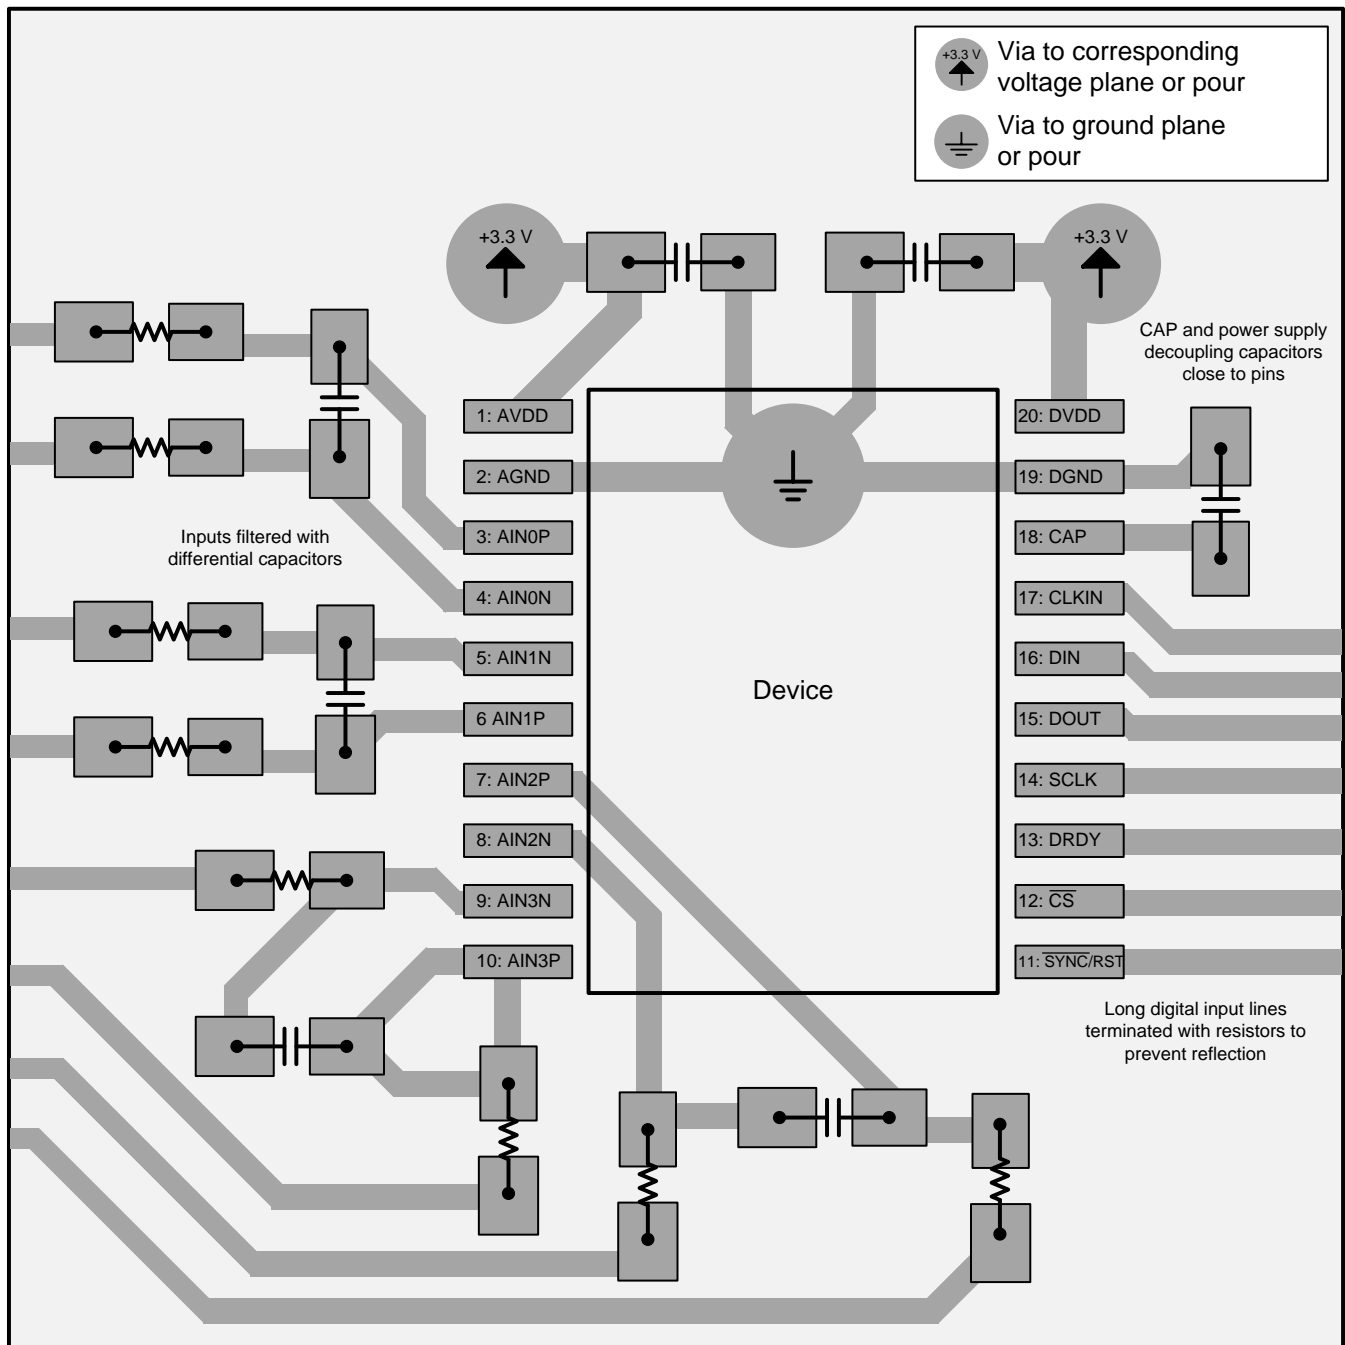 +3.3 V
Via to corresponding
voltage plane or pour
Via to ground plane
or pour
+3.3 V
+3.3 V
CAP and power supply
decoupling capacitors
close to pins
1: AVDD
20: DVDD
2: AGND
19: DGND
Inputs filtered with
differential capacitors
3: AIN0P
18: CAP
4: AIN0N
17: CLKIN
5: AIN1N
16: DIN
Device
6 AIN1P
15: DOUT
7: AIN2P
14: SCLK
8: AIN2N
13: DRDY
9: AIN3N
12: CS
10: AIN3P
11: SYNC/RST
Long digital input lines
terminated with resistors to
prevent reflection